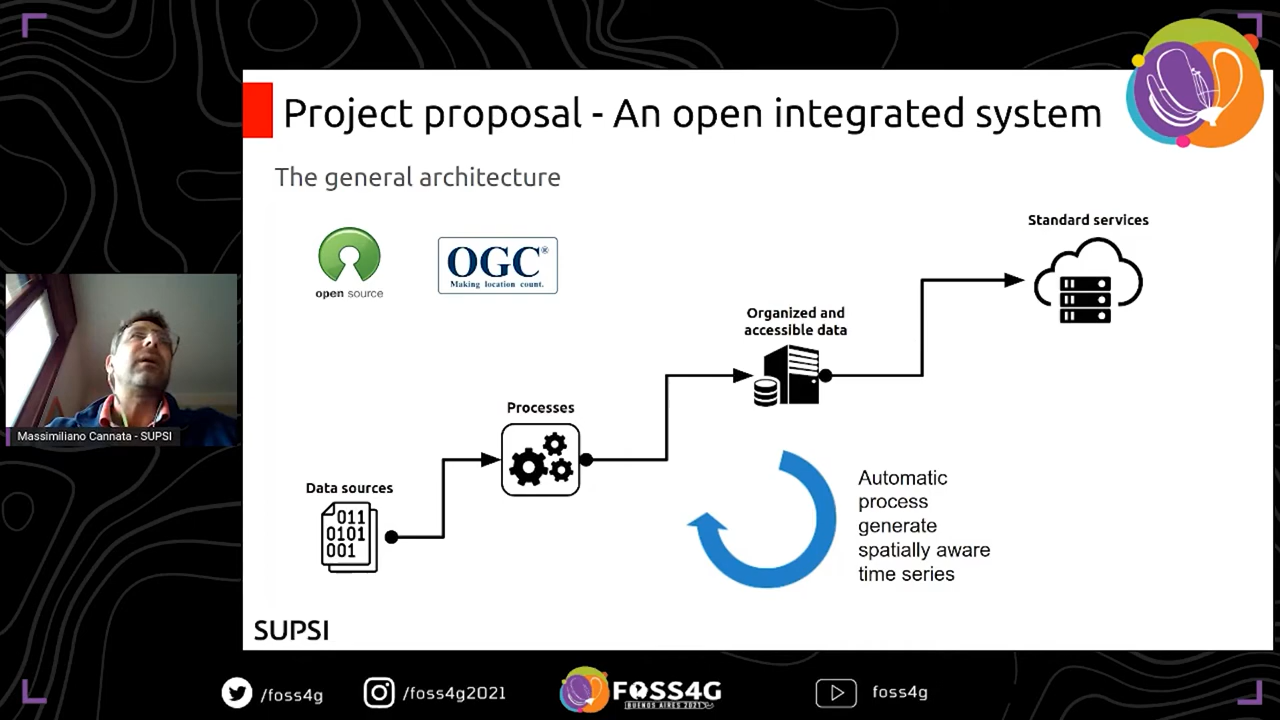 Project proposal - An open integrated system
The general architecture
open source
OGC®
Making location count.
Standard services
Organized and
accessible data
Processes
Data sources
011
0101
001
Automatic
process
generate
spatially aware
time series
SUPSI
Massimiliano Cannata - SUPSI
/foss4g
/foss4g2021
FOSS4G
BUENOS AIRES 2021
foss4g